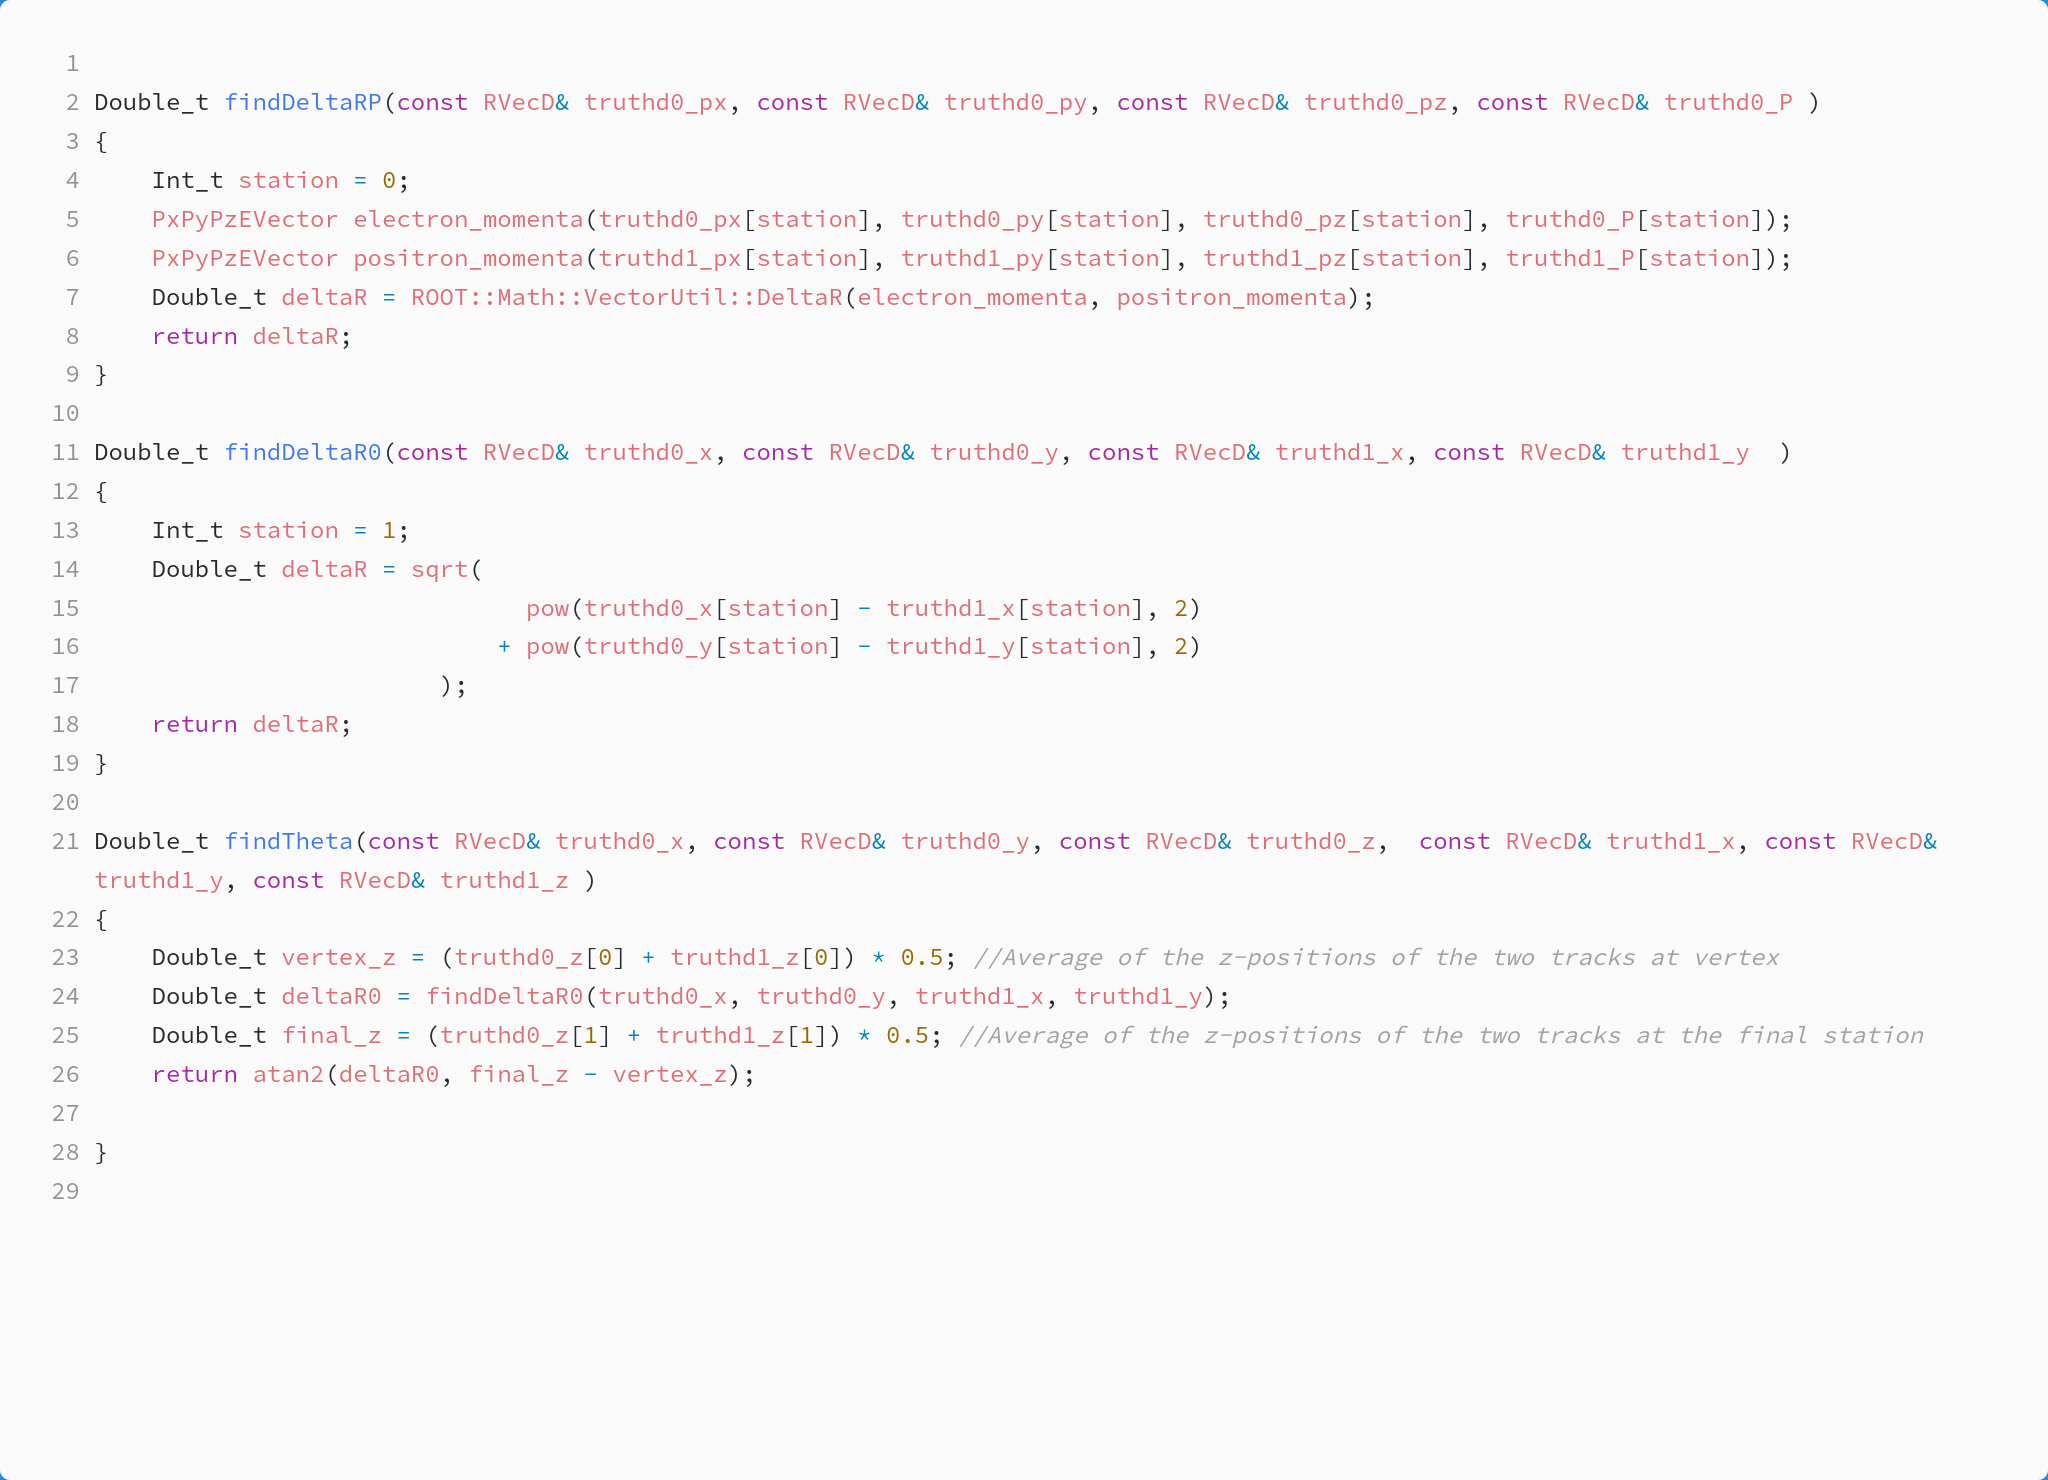 1
2 Double_t findDeltaRP(const RVecD& truthd0_px, const RVecD& truthd0_py, const RVecD& truthd0_pz, const RVecD& truthd0_P )
3 {
4     Int_t station = 0;
5     PxPyPzEVector electron_momenta(truthd0_px[station], truthd0_py[station], truthd0_pz[station], truthd0_P[station]);
6     PxPyPzEVector positron_momenta(truthd1_px[station], truthd1_py[station], truthd1_pz[station], truthd1_P[station]);
7     Double_t deltaR = ROOT::Math::VectorUtil::DeltaR(electron_momenta, positron_momenta);
8     return deltaR;
9 }
10
11 Double_t findDeltaR0(const RVecD& truthd0_x, const RVecD& truthd0_y, const RVecD& truthd1_x, const RVecD& truthd1_y  )
12 {
13     Int_t station = 1;
14     Double_t deltaR = sqrt(
15                               pow(truthd0_x[station] - truthd1_x[station], 2)
16                             + pow(truthd0_y[station] - truthd1_y[station], 2)
17                         );
18     return deltaR;
19 }
20
21 Double_t findTheta(const RVecD& truthd0_x, const RVecD& truthd0_y, const RVecD& truthd0_z,  const RVecD& truthd1_x, const RVecD&
truthd1_y, const RVecD& truthd1_z )
22 {
23     Double_t vertex_z = (truthd0_z[0] + truthd1_z[0]) * 0.5; //Average of the z-positions of the two tracks at vertex
24     Double_t deltaR0 = findDeltaR0(truthd0_x, truthd0_y, truthd1_x, truthd1_y);
25     Double_t final_z = (truthd0_z[1] + truthd1_z[1]) * 0.5; //Average of the z-positions of the two tracks at the final station
26     return atan2(deltaR0, final_z - vertex_z);
27
28 }
29